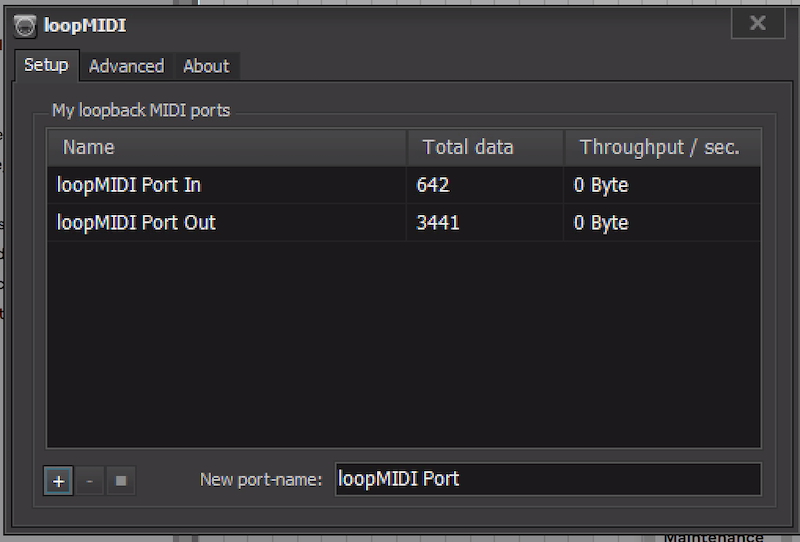 loopMIDI
Setup Advanced About
My loopback MIDI ports
Name Total data Throughput / sec.
loopMIDI Port In 642 0 Byte
loopMIDI Port Out 3441 0 Byte
+ - New port-name: loopMIDI Port
Maintenance